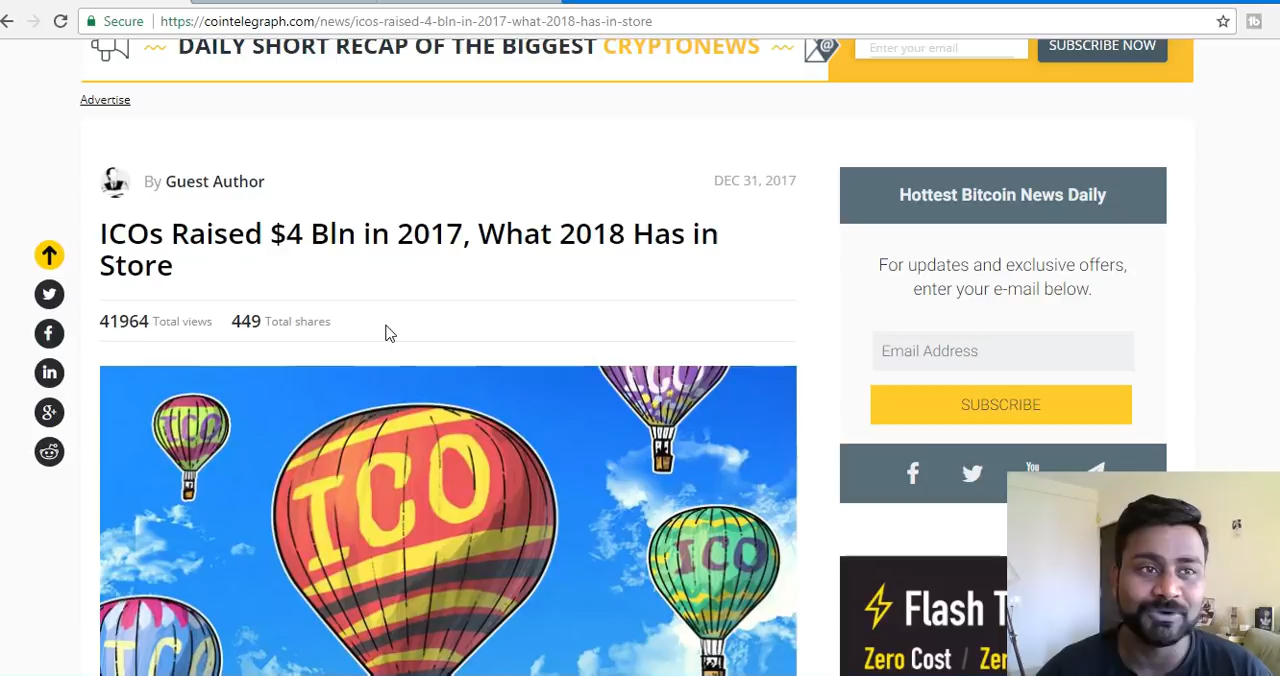 Secure https://cointelegraph.com/news/icos-raised-4-bln-in-2017-what-2018-has-in-store
DAILY SHORT RECAP OF THE BIGGEST CRYPTONEWS
Enter your email
SUBSCRIBE NOW
Advertise
By Guest Author
DEC 31, 2017
ICOs Raised $4 Bln in 2017, What 2018 Has in
Store
41964 Total views 449 Total shares
ICO
ICO
ICO
ICO
Hottest Bitcoin News Daily
For updates and exclusive offers,
enter your e-mail below.
Email Address
SUBSCRIBE
You
Flash T
Zero Cost / Zer